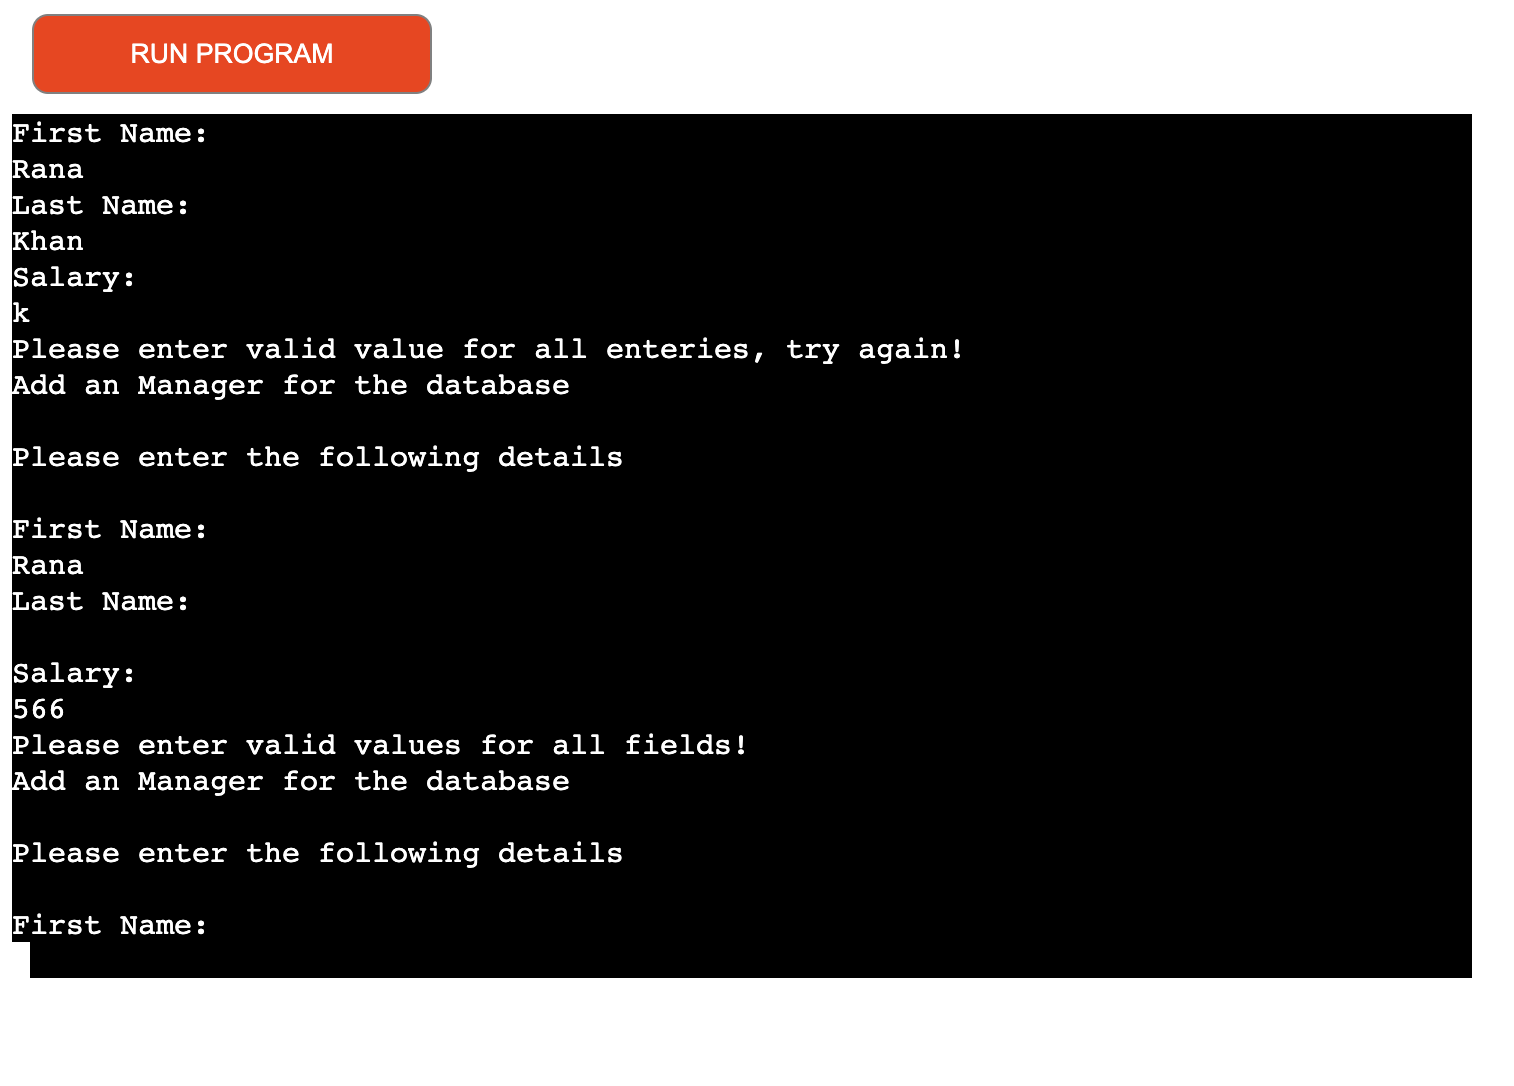 RUN PROGRAM
First Name:
Rana
Last Name:
Khan
Salary:
k
Please enter valid value for all enteries, try again!
Add an Manager for the database
Please enter the following details
First Name:
Rana
Last Name:
Salary:
566
Please enter valid values for all fields!
Add an Manager for the database
Please enter the following details
First Name: